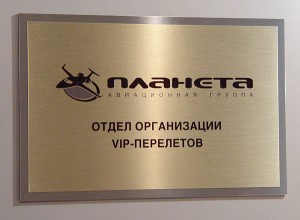 ПЛАНЕТА
АВИАЦИОННАЯ ГРУППА
ОТДЕЛ ОРГАНИЗАЦИИ
VIP-ПЕРЕЛЕТОВ